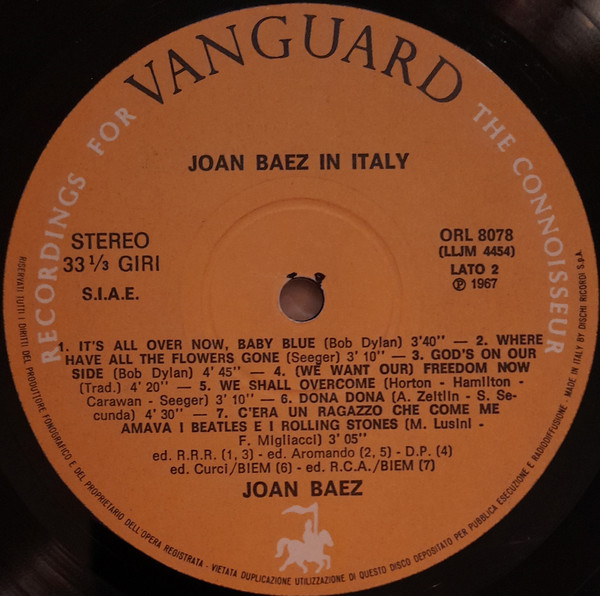 RECORDINGS FOR VANGUARD THE CONNOISSEUR
JOAN BAEZ IN ITALY
STEREO
33 1/3 GIRI
S.I.A.E.
ORL 8078
(LLJM 4454)
LATO 2
Ⓟ 1967
1. IT'S ALL OVER NOW, BABY BLUE (Bob Dylan) 3'40" — 2. WHERE
HAVE ALL THE FLOWERS GONE (Seeger) 3' 10" — 3. GOD'S ON OUR
SIDE (Bob Dylan) 4' 45" — 4. (WE WANT OUR) FREEDOM NOW
(Trad.) 4' 20" — 5. WE SHALL OVERCOME (Horton - Hamilton -
Carawan - Seeger) 3' 10" — 6. DONA DONA (A. Zeitlin - S. Se-
cunda) 4' 30" — 7. C'ERA UN RAGAZZO CHE COME ME
AMAVA I BEATLES E I ROLLING STONES (M. Lusini -
F. Migliacci) 3' 05"
ed. R.R.R. (1, 3) - ed. Aromando (2, 5) - D.P. (4)
ed. Curci/BIEM (6) - ed. R.C.A./BIEM (7)
JOAN BAEZ
RISERVATI TUTTI I DIRITTI DEL PRODUTTORE FONOGRAFICO E DEL PROPRIETARIO DELL'OPERA REGISTRATA - VIETATA DUPLICAZIONE UTILIZZAZIONE DI QUESTO DISCO DEPOSITATO PER PUBBLICA ESECUZIONE E RADIODIFFUSIONE - MADE IN ITALY BY DISCHI RICORDI S.p.A.